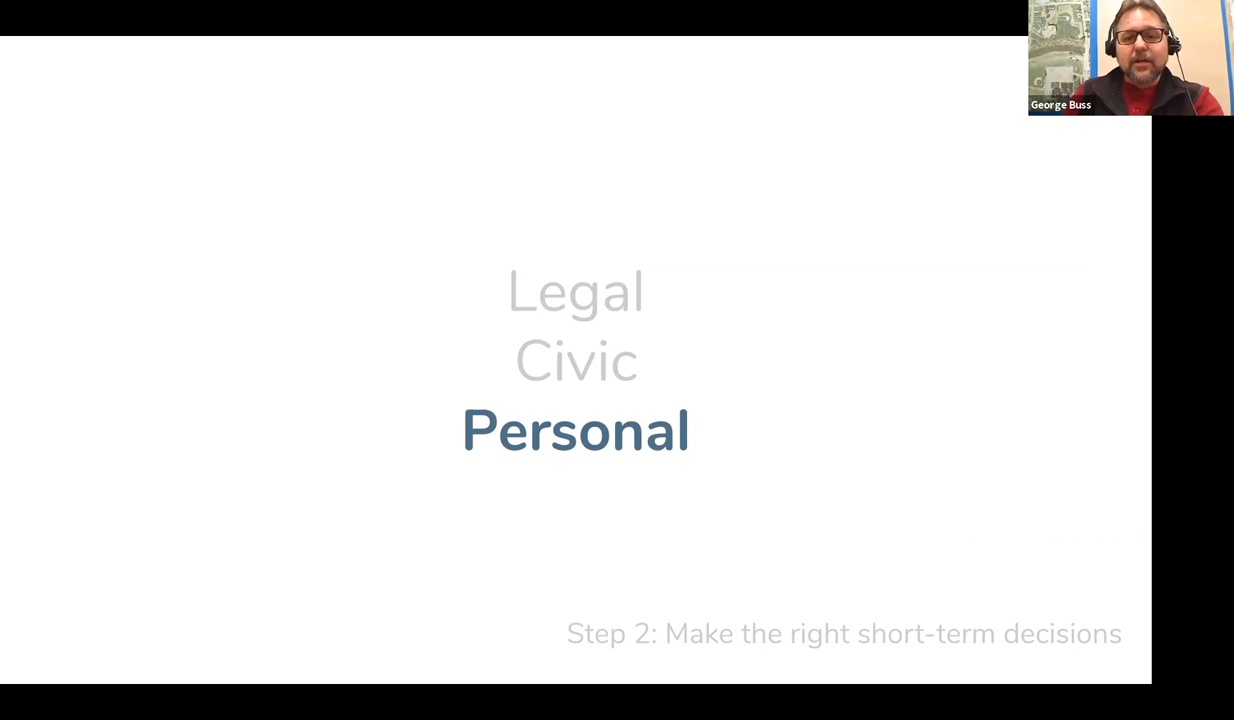 George Buss
Legal
Civic
Personal
Step 2: Make the right short-term decisions